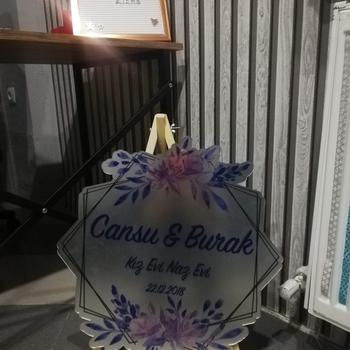 Cansu & Burak
Kız Evi Naz Evi
22.12.2018